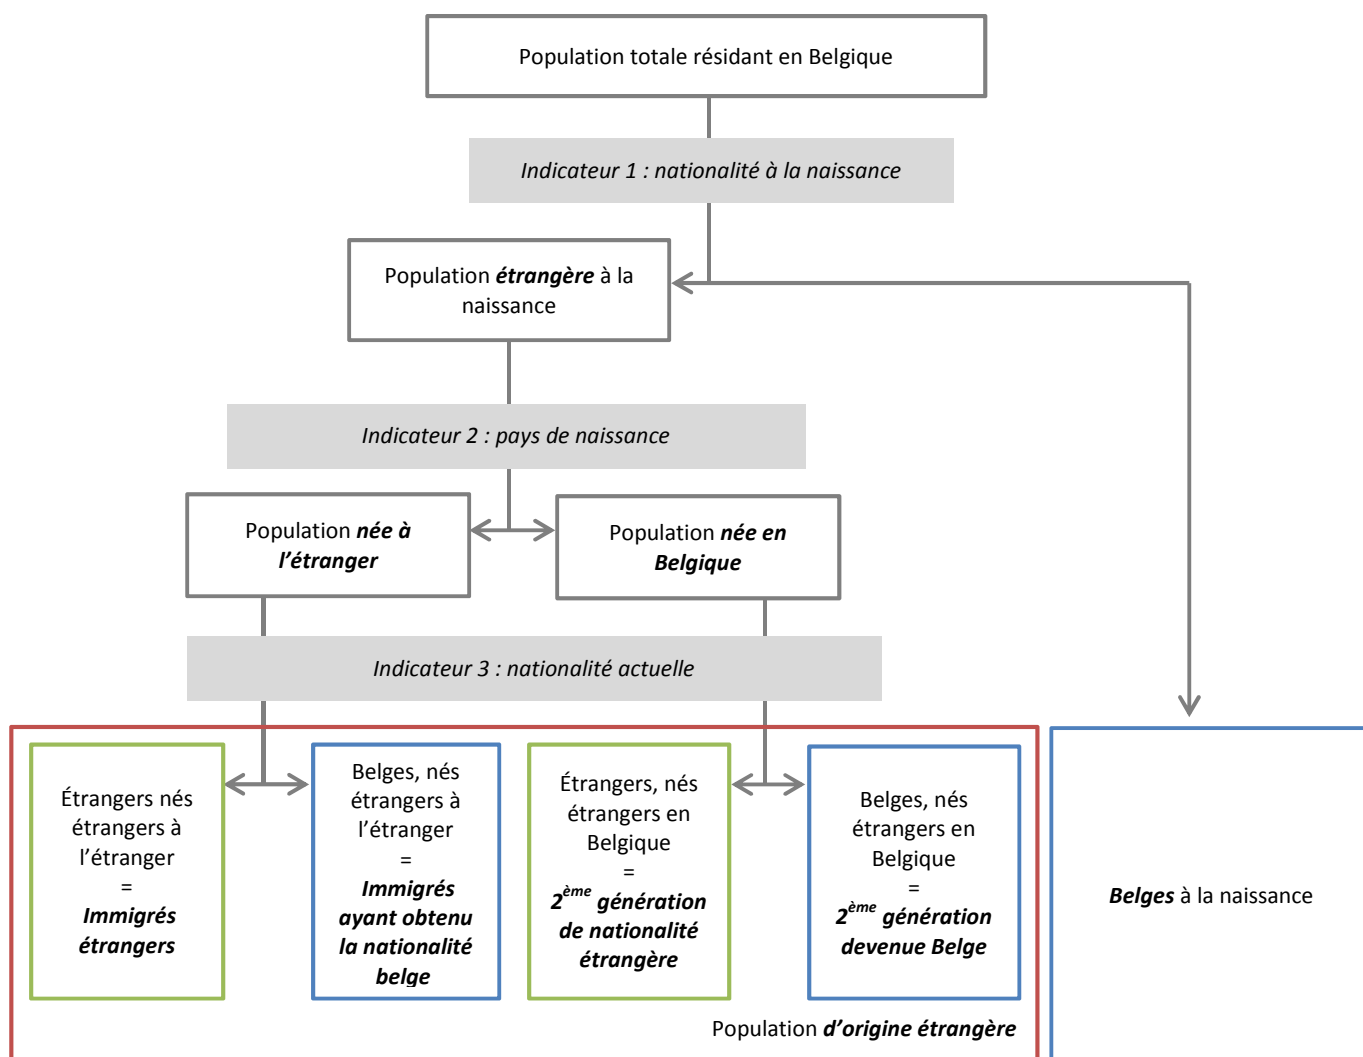 Population totale résidant en Belgique
Indicateur 1 : nationalité à la naissance
Population étrangère à la
naissance
Indicateur 2 : pays de naissance
Population née à
l’étranger
Population née en
Belgique
Indicateur 3 : nationalité actuelle
Étrangers nés
étrangers à
l’étranger
=
Immigrés
étrangers
Belges, nés
étrangers à
l’étranger
=
Immigrés
ayant obtenu
la nationalité
belge
Étrangers, nés
étrangers en
Belgique
=
2ème génération
de nationalité
étrangère
Belges, nés
étrangers en
Belgique
=
2ème génération
devenue Belge
Belges à la naissance
Population d’origine étrangère